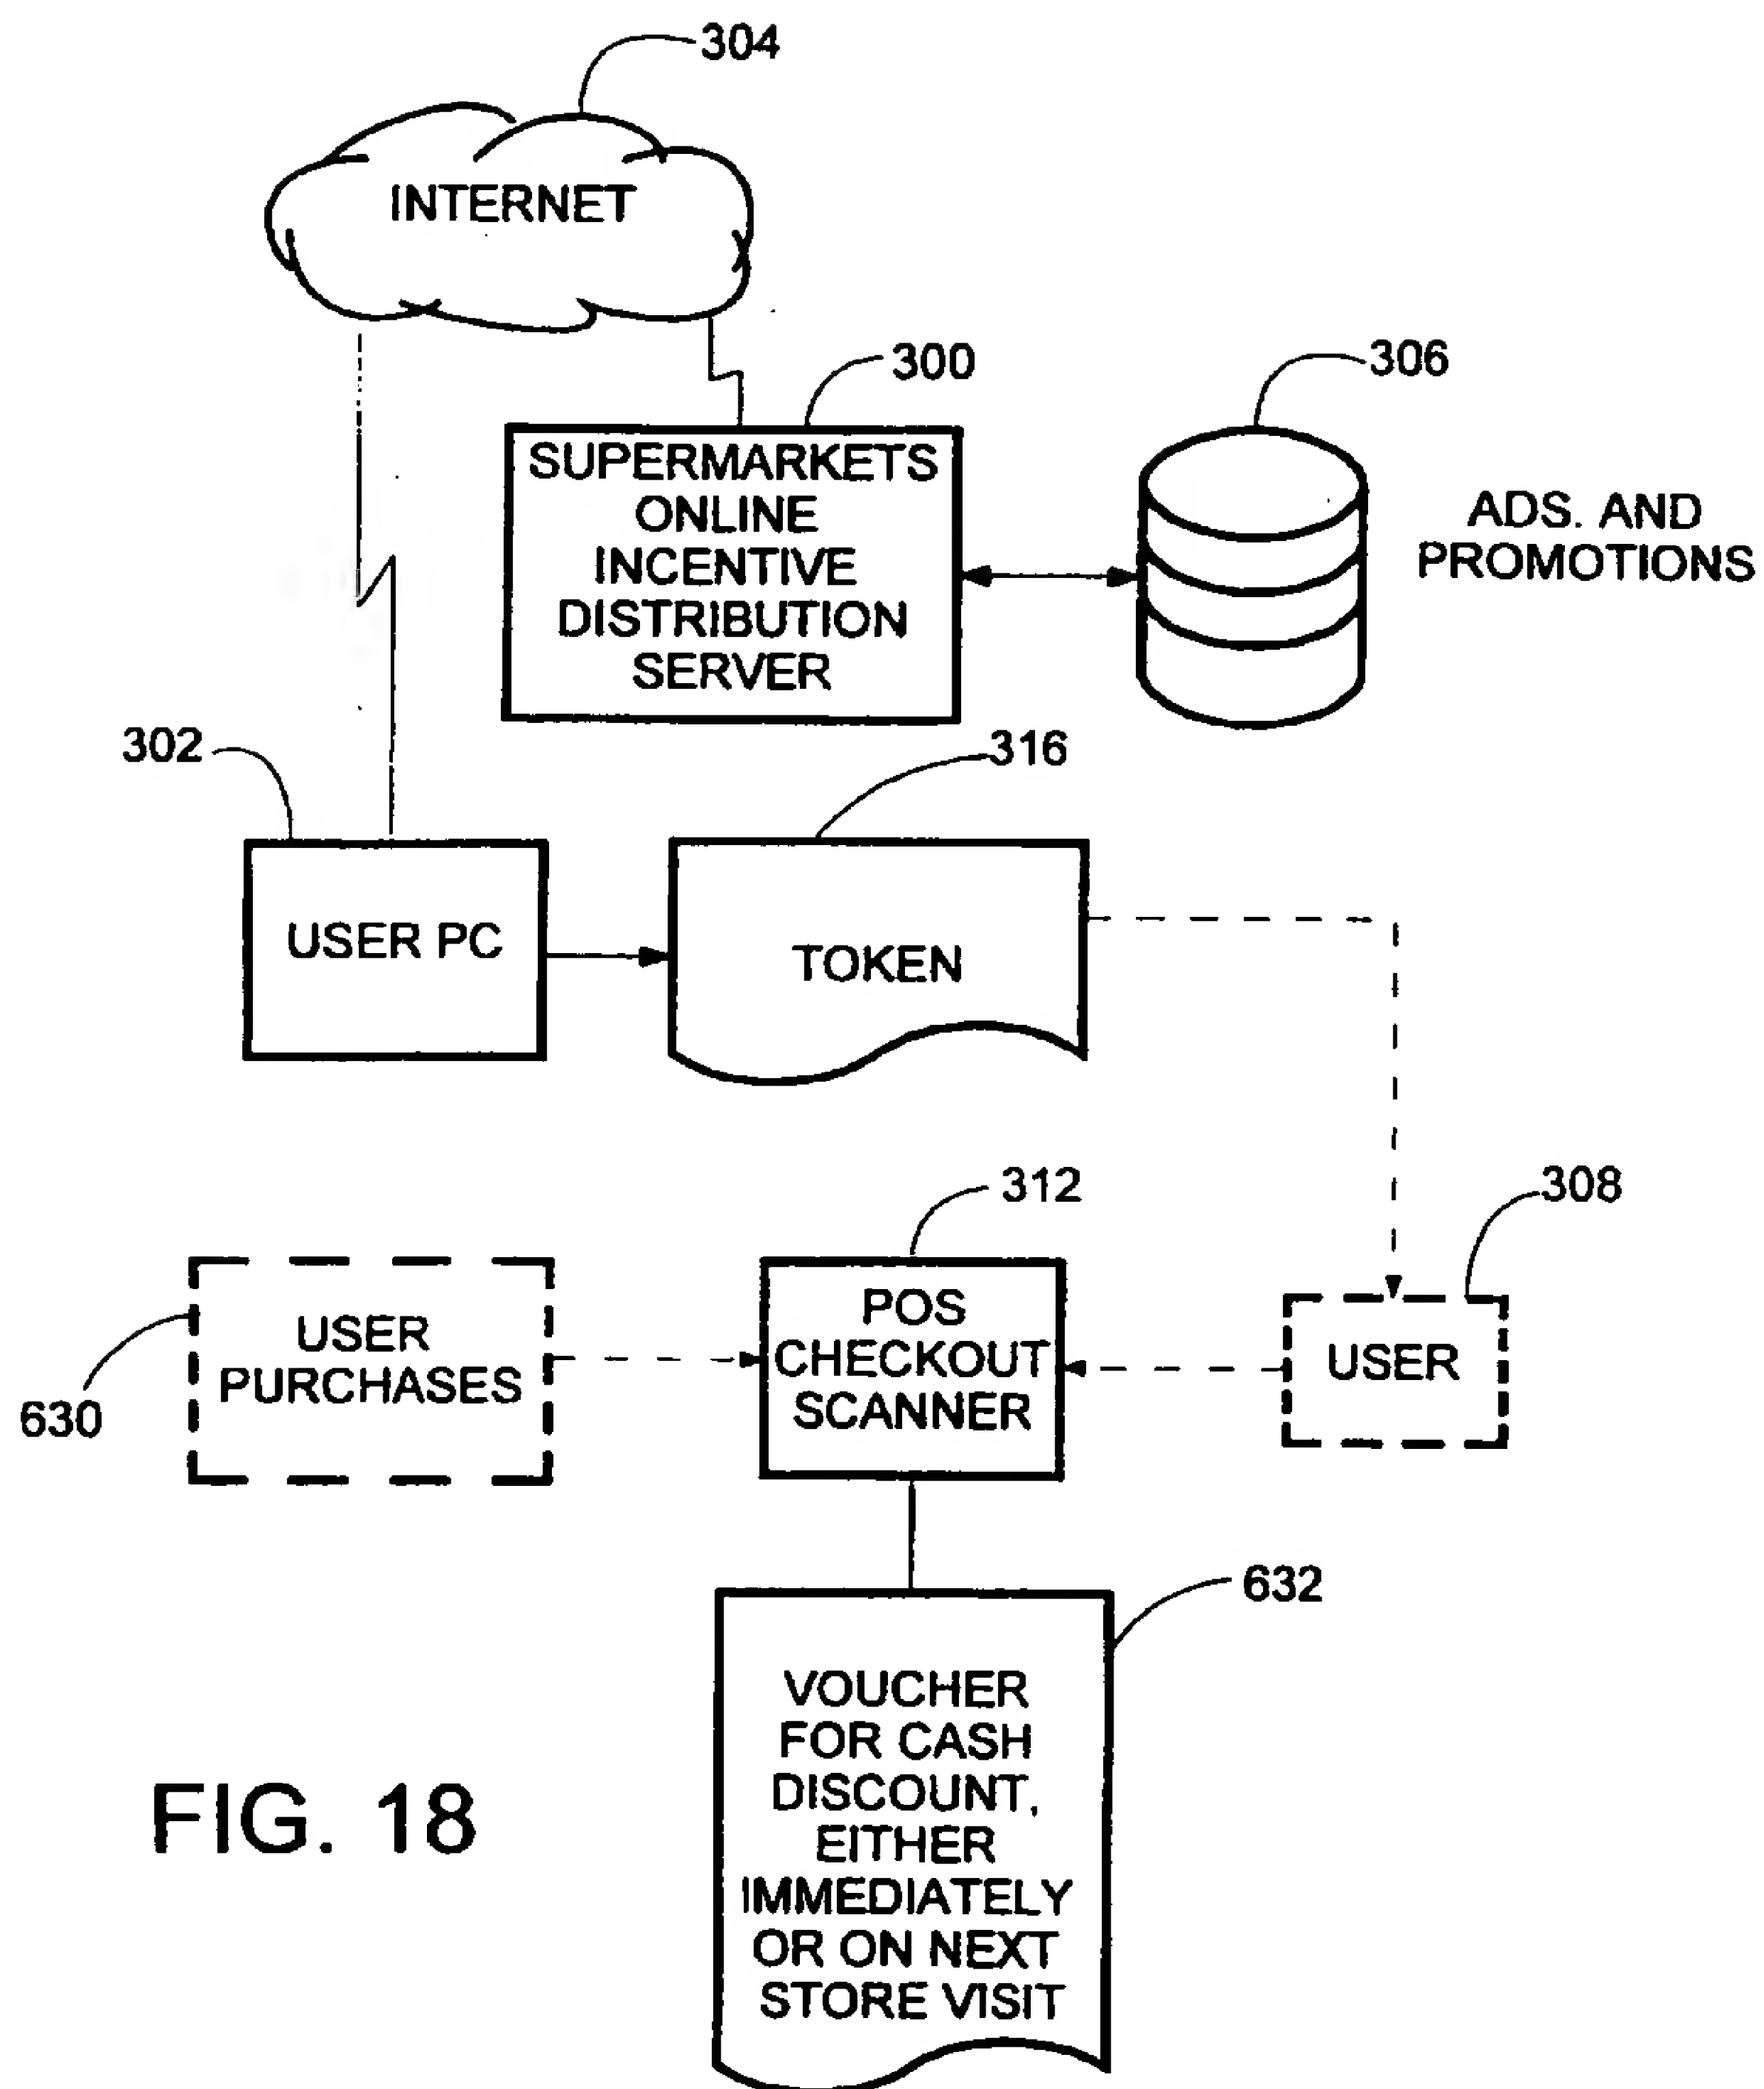 304
INTERNET
300
306
SUPERMARKETS
ONLINE
INCENTIVE
DISTRIBUTION
SERVER
ADS. AND
PROMOTIONS
302
316
USER PC
TOKEN
312
308
USER
PURCHASES
630
POS
CHECKOUT
SCANNER
USER
632
VOUCHER
FOR CASH
DISCOUNT,
EITHER
IMMEDIATELY
OR ON NEXT
STORE VISIT
FIG. 18